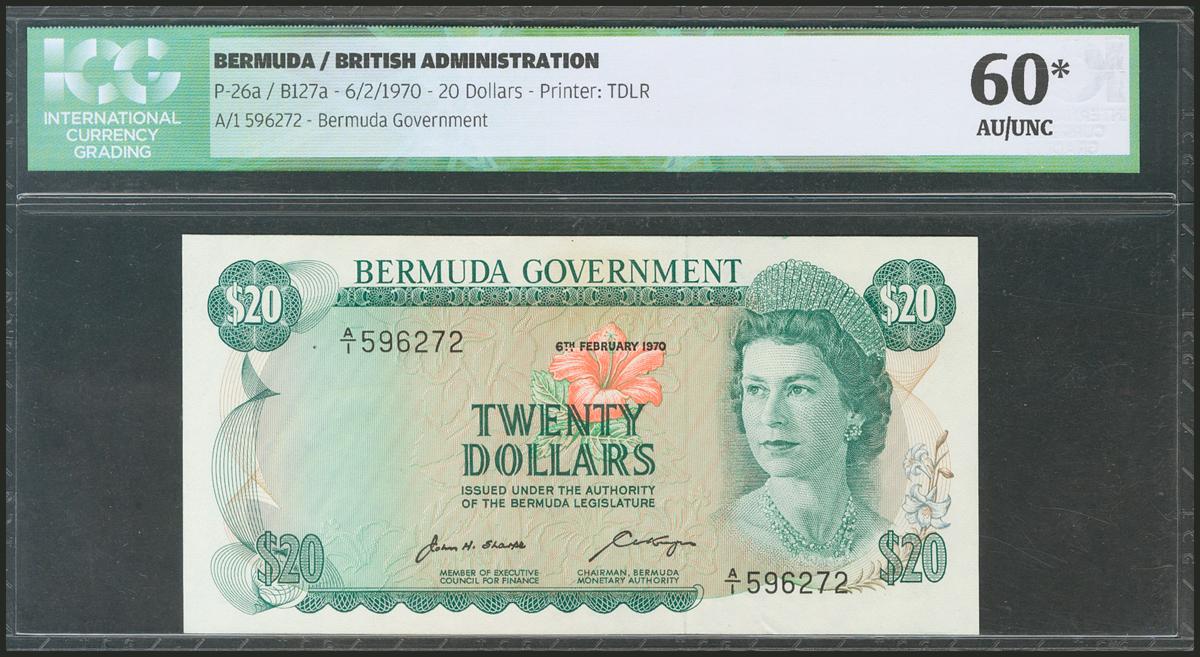 ICG
INTERNATIONAL
CURRENCY
GRADING
BERMUDA / BRITISH ADMINISTRATION
P-26a / B127a - 6/2/1970 - 20 Dollars - Printer: TDLR
A/1 596272 - Bermuda Government
60*
AU/UNC
BERMUDA GOVERNMENT
$20
$20
A/1 596272
6TH FEBRUARY 1970
TWENTY
DOLLARS
ISSUED UNDER THE AUTHORITY
OF THE BERMUDA LEGISLATURE
John H. Sharpe
MEMBER OF EXECUTIVE
COUNCIL FOR FINANCE
CHAIRMAN, BERMUDA
MONETARY AUTHORITY
$20
$20
A/1 596272